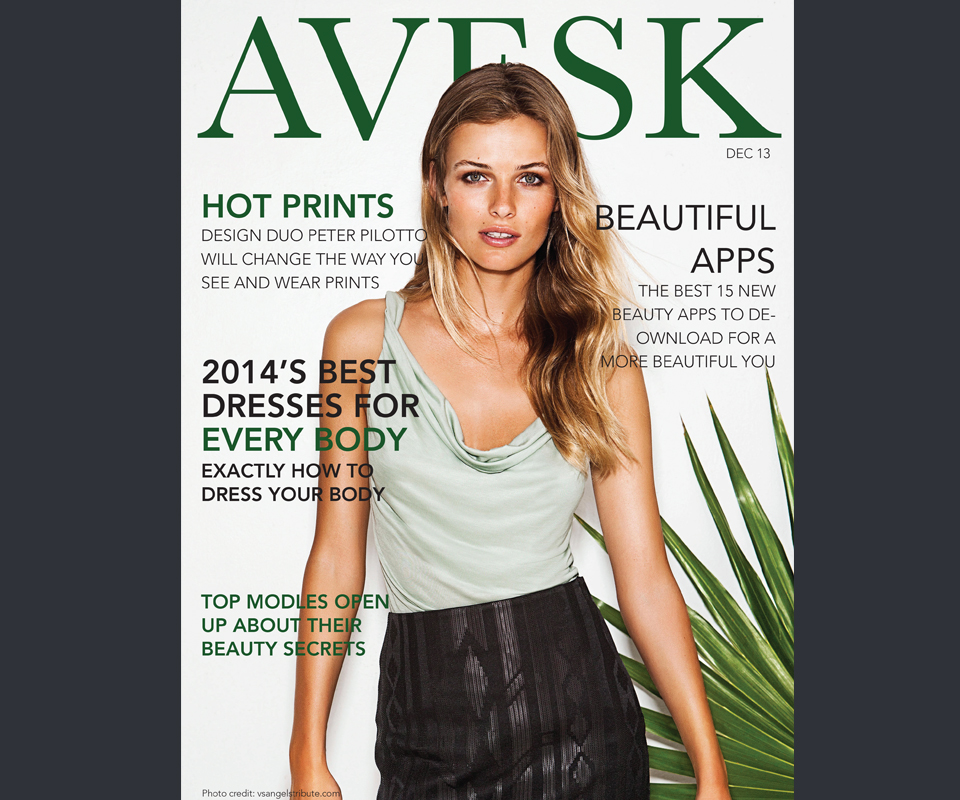 AVESK
DEC 13
HOT PRINTS
DESIGN DUO PETER PILOTTO
WILL CHANGE THE WAY YOU
SEE AND WEAR PRINTS
BEAUTIFUL
APPS
THE BEST 15 NEW
BEAUTY APPS TO DE-
OWNLOAD FOR A
MORE BEAUTIFUL YOU
2014'S BEST
DRESSES FOR
EVERY BODY
EXACTLY HOW TO
DRESS YOUR BODY
TOP MODLES OPEN
UP ABOUT THEIR
BEAUTY SECRETS
Photo credit: vsangelstribute.com